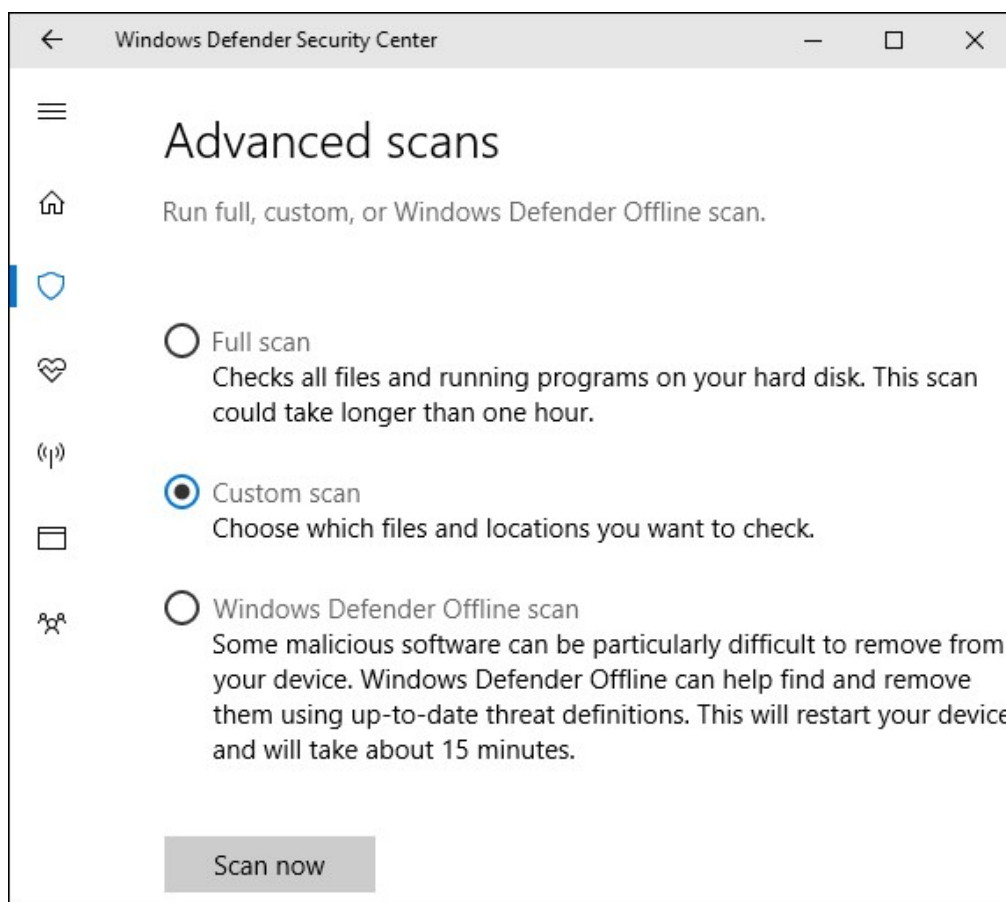 Windows Defender Security Center
Advanced scans
Run full, custom, or Windows Defender Offline scan.
Full scan
Checks all files and running programs on your hard disk. This scan
could take longer than one hour.
Custom scan
Choose which files and locations you want to check.
Windows Defender Offline scan
Some malicious software can be particularly difficult to remove from
your device. Windows Defender Offline can help find and remove
them using up-to-date threat definitions. This will restart your device
and will take about 15 minutes.
Scan now